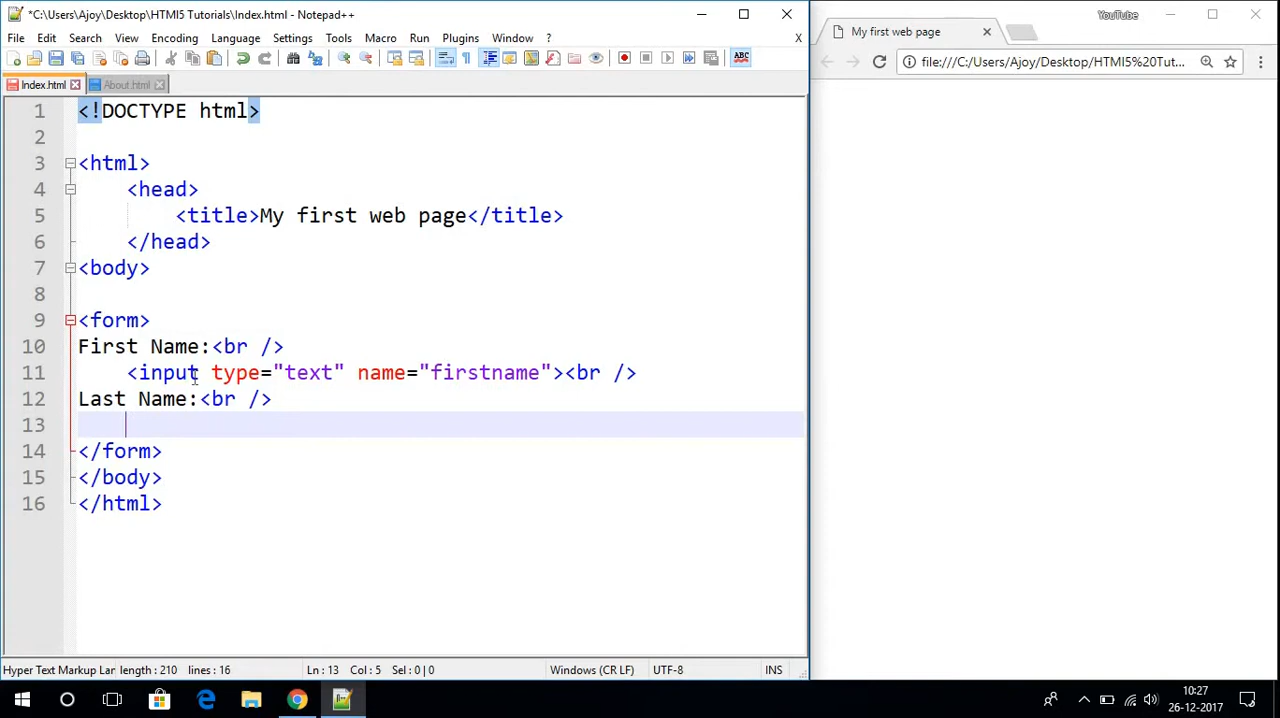 *C:\Users\Ajoy\Desktop\HTMl5 Tutorials\Index.html - Notepad++
File Edit Search View Encoding Language Settings Tools Macro Run Plugins Window ? X
Index.html About.html
1 <!DOCTYPE html>
2
3 <html>
4 <head>
5 <title>My first web page</title>
6 </head>
7 <body>
8
9 <form>
10 First Name:<br />
11 <input type="text" name="firstname"><br />
12 Last Name:<br />
13
14 </form>
15 </body>
16 </html>
Hyper Text Markup Lar length : 210 lines : 16 Ln : 13 Col : 5 Sel : 0 | 0 Windows (CR LF) UTF-8 INS
YouTube
My first web page
file:///C:/Users/Ajoy/Desktop/HTMl5%20Tut...
ABC
10:27
26-12-2017